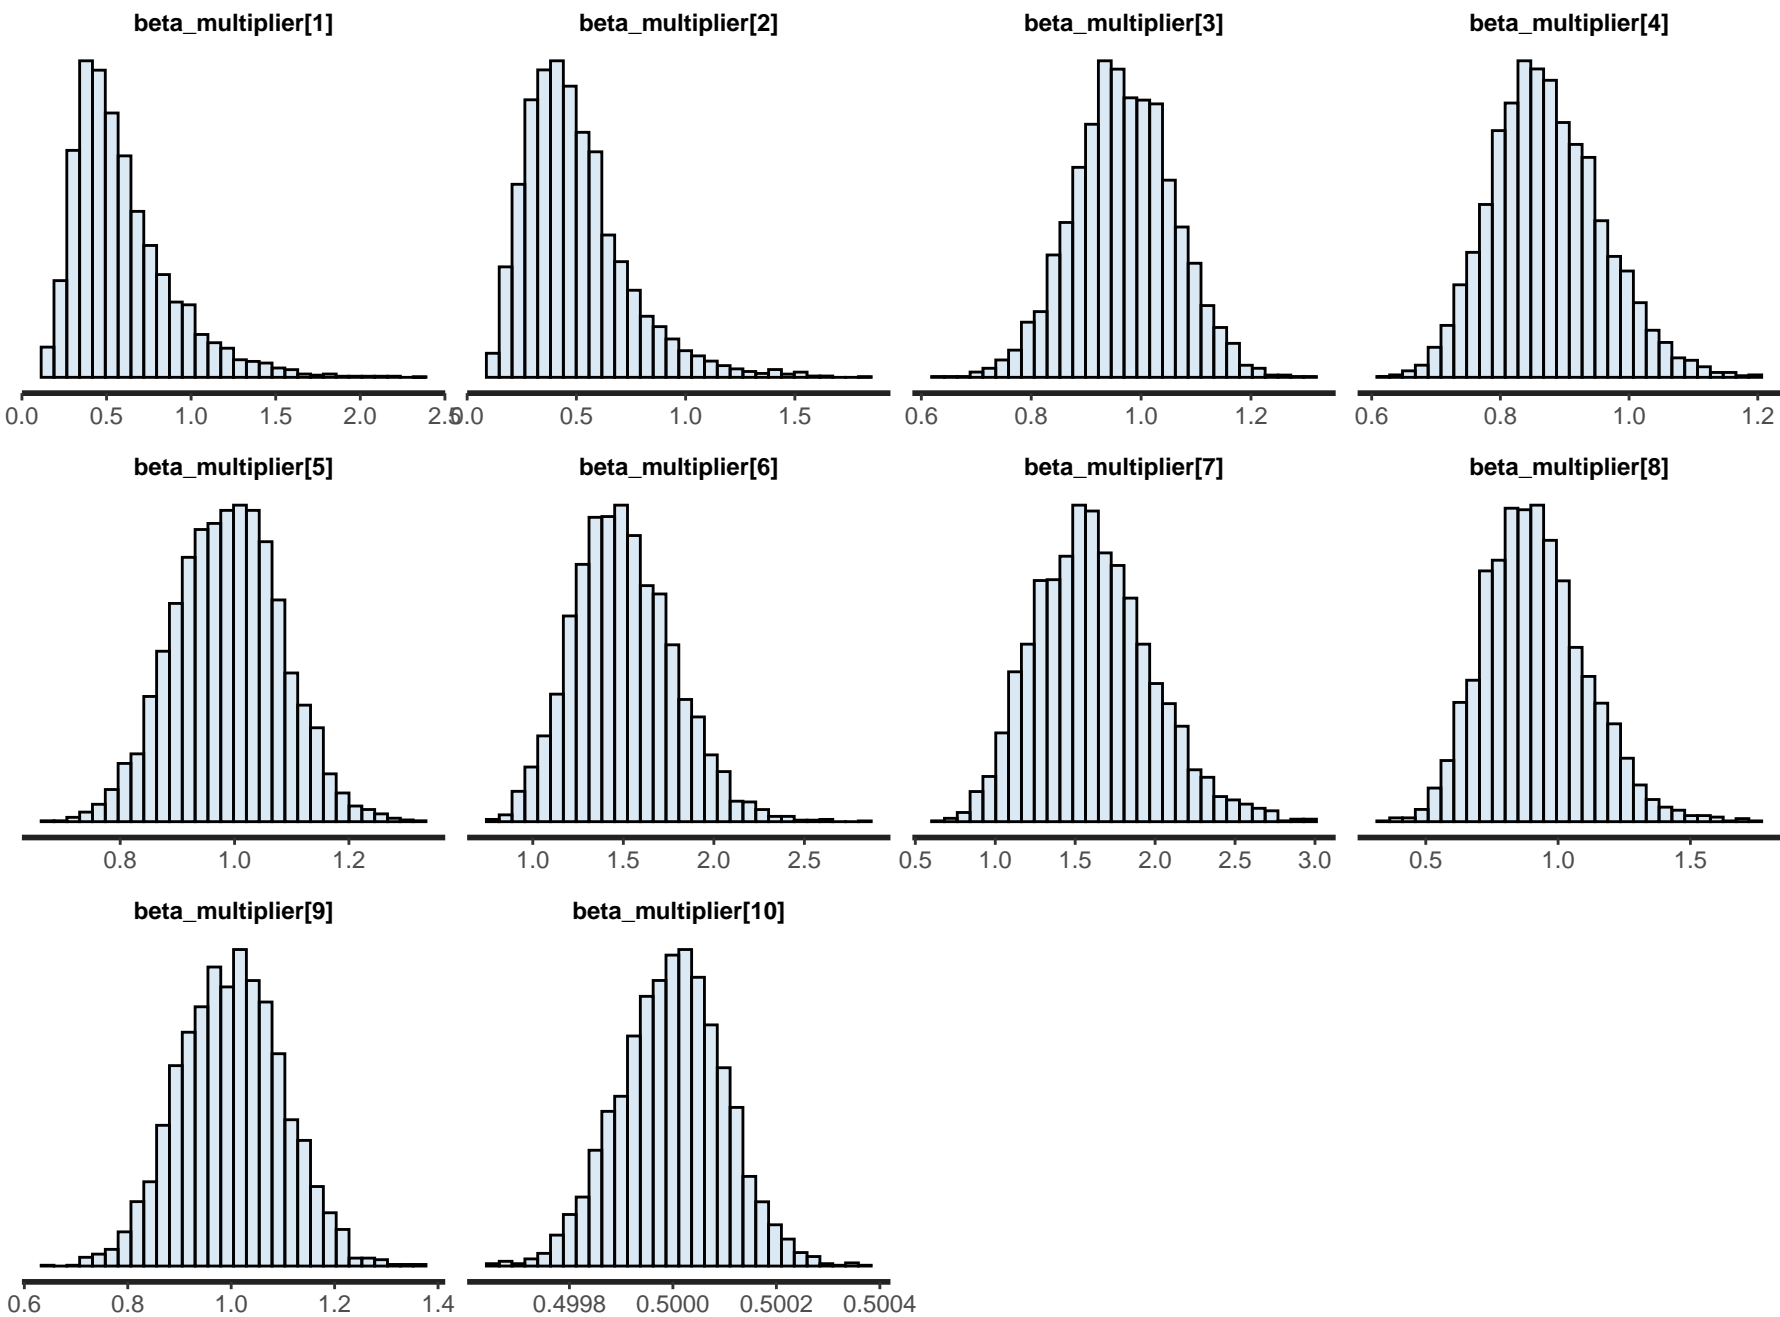 beta_multiplier[1] beta_multiplier[2] beta_multiplier[3] beta_multiplier[4]
0.0 0.5 1.0 1.5 2.0 2.5 0.0 0.5 1.0 1.5 0.6 0.8 1.0 1.2 0.6 0.8 1.0 1.2
beta_multiplier[5] beta_multiplier[6] beta_multiplier[7] beta_multiplier[8]
0.8 1.0 1.2 1.0 1.5 2.0 2.5 0.5 1.0 1.5 2.0 2.5 3.0 0.5 1.0 1.5
beta_multiplier[9] beta_multiplier[10]
0.6 0.8 1.0 1.2 1.4 0.4998 0.5000 0.5002 0.5004